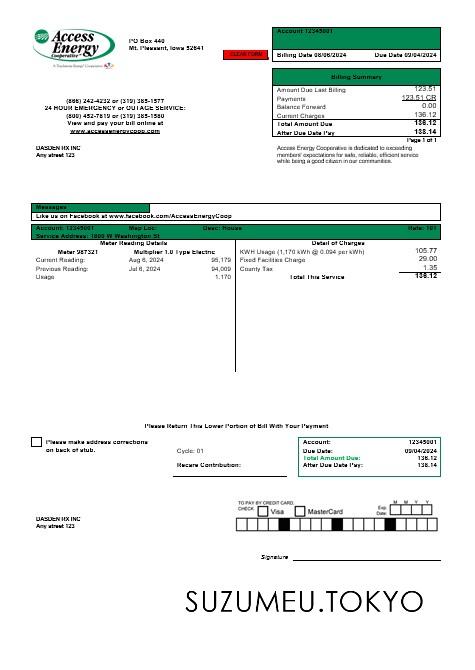 Access
Energy
Cooperative
A Touchstone Energy Cooperative
PO Box 440
Mt. Pleasant, Iowa 52641
CLEAR FORM
Account 12345001
Billing Date 08/06/2024 Due Date 09/04/2024
Billing Summary
Amount Due Last Billing 123.51
Payments 123.51 CR
Balance Forward 0.00
Current Charges 136.12
Total Amount Due 136.12
After Due Date Pay 138.14
Page 1 of 1
(866) 242-4232 or (319) 385-1577
24 HOUR EMERGENCY or OUTAGE SERVICE:
(800) 452-7819 or (319) 385-1580
View and pay your bill online at
www.accessenergycoop.com
DASDEN RX INC
Any street 123
Access Energy Cooperative is dedicated to exceeding
members' expectations for safe, reliable, efficient service
while being a good citizen in our communities.
Messages
Like us on Facebook at www.facebook.com/AccessEnergyCoop
Account: 12345001 Map Loc: Desc: House Rate: 101
Service Address: 1800 W Washington St
Meter Reading Details
Meter 987321 Multiplier 1.0 Type Electric
Current Reading: Aug 6, 2024 95,179
Previous Reading: Jul 6, 2024 94,009
Usage 1,170
Detail of Charges
KWH Usage (1,170 kWh @ 0.094 per kWh) 105.77
Fixed Facilities Charge 29.00
County Tax 1.35
Total This Service 136.12
Please Return This Lower Portion of Bill With Your Payment
Please make address corrections
on back of stub.
Cycle: 01
Recare Contribution:
Account: 12345001
Due Date: 09/04/2024
Total Amount Due: 136.12
After Due Date Pay: 138.14
DASDEN RX INC
Any street 123
TO PAY BY CREDIT CARD,
CHECK: Visa MasterCard
Exp. Date: M M Y Y
Signature
SUZUMEU.TOKYO